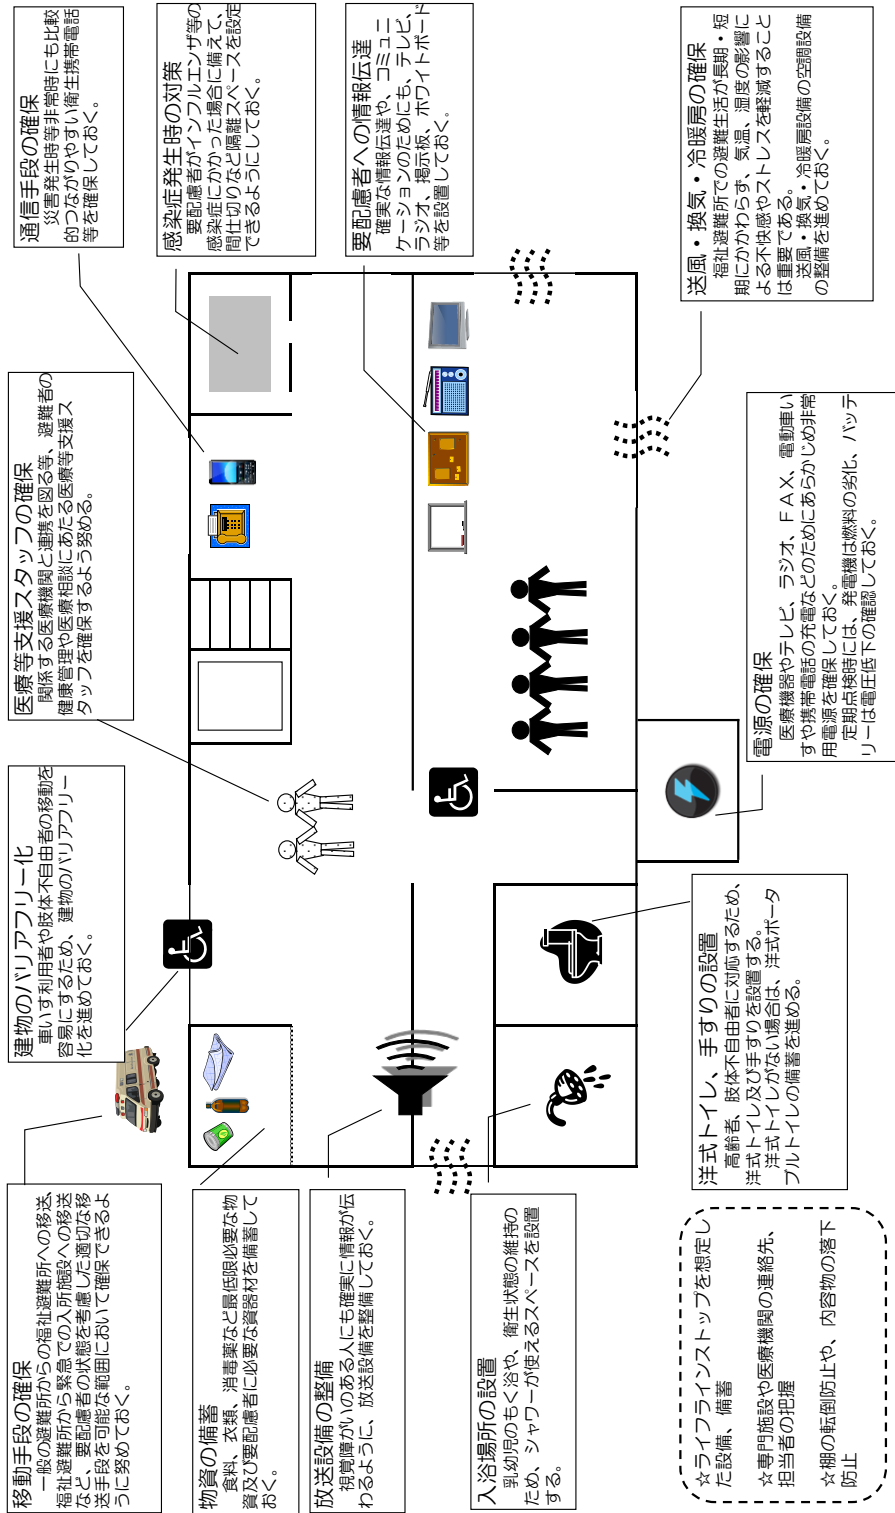 移動手段の確保
一般の避難所からの福祉避難所への移送、
福祉避難所から緊急での入所施設への移送
など、要配慮者の状態を考慮した適切な移
送手段を可能な範囲において確保できるよ
うに努めておく。
建物のバリアフリー化
車いす利用者や肢体不自由者の移動を
容易にするため、建物のバリアフリー
化を進めておく。
医療等支援スタッフの確保
関係する医療機関と連携を図る等、避難者の
健康管理や医療相談にあたる医療等支援ス
タッフを確保するよう努める。
通信手段の確保
災害発生時等非常時にも比較
的つながりやすい衛生携帯電話
等を確保しておく。
感染症発生時の対策
要配慮者がインフルエンザ等の
感染症にかかった場合に備えて、
間仕切りなど隔離スペースを設定
できるようにしておく。
要配慮者への情報伝達
確実な情報伝達や、コミュニ
ケーションのためにも、テレビ、
ラジオ、掲示板、ホワイトボード
等を設置しておく。
物資の備蓄
食料、衣類、消毒薬など最低限必要な物
資及び要配慮者に必要な資器材を備蓄して
おく。
放送設備の整備
視覚障がいのある人にも確実に情報が伝
わるように、放送設備を整備しておく。
入浴場所の設置
乳幼児のもく浴や、衛生状態の維持の
ため、シャワーが使えるスペースを設置
する。
洋式トイレ、手すりの設置
高齢者、肢体不自由者に対応するため、
洋式トイレ及び手すりを設置する。
洋式トイレがない場合は、洋式ポータ
ブルトイレの備蓄を進める。
電源の確保
医療機器やテレビ、ラジオ、ＦＡＸ、電動車い
すや携帯電話の充電などのためにあらかじめ非常
用電源を確保しておく。
定期点検時には、発電機は燃料の劣化、バッテ
リーは電圧低下の確認しておく。
送風・換気・冷暖房の確保
福祉避難所での避難生活が長期・短
期にかかわらず、気温、湿度の影響に
よる不快感やストレスを軽減すること
は重要である。
送風・換気・冷暖房設備の空調設備
の整備を進めておく。
☆ライフラインストップを想定し
た設備、備蓄
☆専門施設や医療機関の連絡先、
担当者の把握
☆棚の転倒防止や、内容物の落下
防止